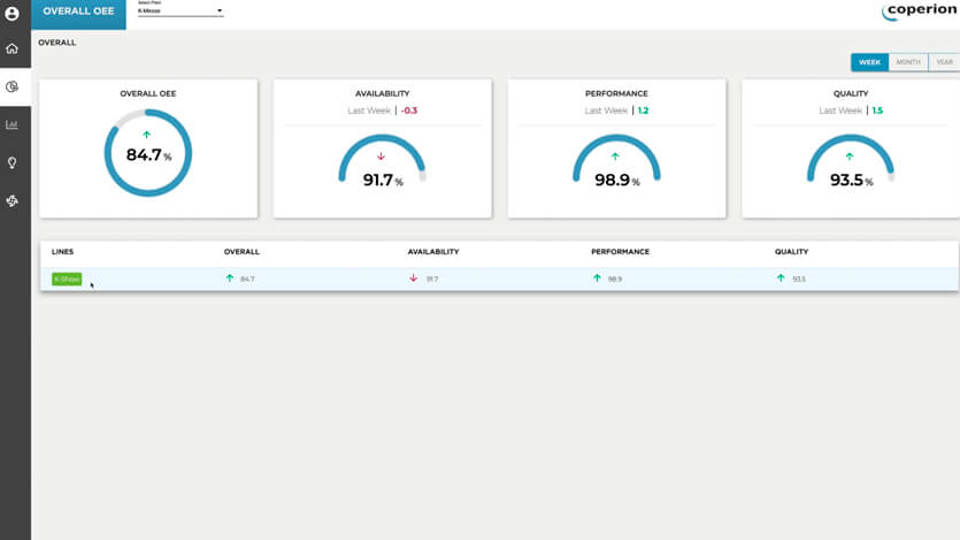 OVERALL OEE
Select Plant
K-Messe
coperion
OVERALL
WEEK MONTH YEAR
OVERALL OEE
84.7 %
AVAILABILITY
Last Week | -0.3
91.7 %
PERFORMANCE
Last Week | 1.2
98.9 %
QUALITY
Last Week | 1.5
93.5 %
LINES OVERALL AVAILABILITY PERFORMANCE QUALITY
K-Show 84.7 91.7 98.9 93.5